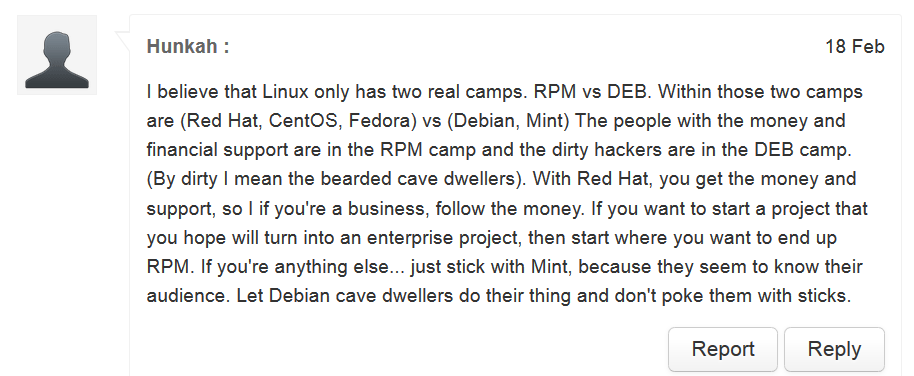 Hunkah :
18 Feb
I believe that Linux only has two real camps. RPM vs DEB. Within those two camps
are (Red Hat, CentOS, Fedora) vs (Debian, Mint) The people with the money and
financial support are in the RPM camp and the dirty hackers are in the DEB camp.
(By dirty I mean the bearded cave dwellers). With Red Hat, you get the money and
support, so I if you're a business, follow the money. If you want to start a project that
you hope will turn into an enterprise project, then start where you want to end up
RPM. If you're anything else... just stick with Mint, because they seem to know their
audience. Let Debian cave dwellers do their thing and don't poke them with sticks.
Report
Reply